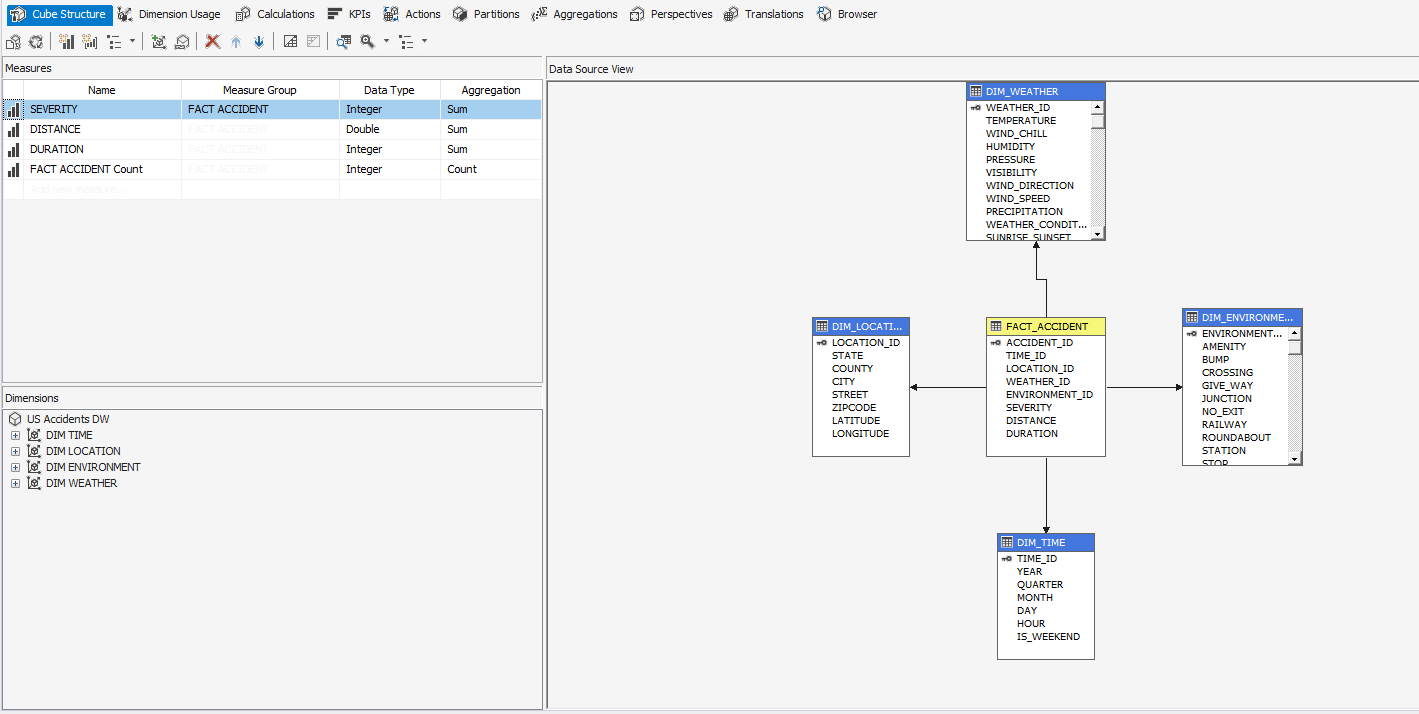 Cube Structure Dimension Usage Calculations KPIs Actions Partitions Aggregations Perspectives Translations Browser
Measures
Name Measure Group Data Type Aggregation
SEVERITY FACT ACCIDENT Integer Sum
DISTANCE FACT ACCIDENT Double Sum
DURATION FACT ACCIDENT Integer Sum
FACT ACCIDENT Count FACT ACCIDENT Integer Count
Add new measure...
Dimensions
US Accidents DW
DIM TIME
DIM LOCATION
DIM ENVIRONMENT
DIM WEATHER
Data Source View
DIM_WEATHER
WEATHER_ID
TEMPERATURE
WIND_CHILL
HUMIDITY
PRESSURE
VISIBILITY
WIND_DIRECTION
WIND_SPEED
PRECIPITATION
WEATHER_CONDIT...
SUNRISE_SUNSET
DIM_LOCATI...
LOCATION_ID
STATE
COUNTY
CITY
STREET
ZIPCODE
LATITUDE
LONGITUDE
FACT_ACCIDENT
ACCIDENT_ID
TIME_ID
LOCATION_ID
WEATHER_ID
ENVIRONMENT_ID
SEVERITY
DISTANCE
DURATION
DIM_ENVIRONME...
ENVIRONMENT...
AMENITY
BUMP
CROSSING
GIVE_WAY
JUNCTION
NO_EXIT
RAILWAY
ROUNDABOUT
STATION
STOP
DIM_TIME
TIME_ID
YEAR
QUARTER
MONTH
DAY
HOUR
IS_WEEKEND